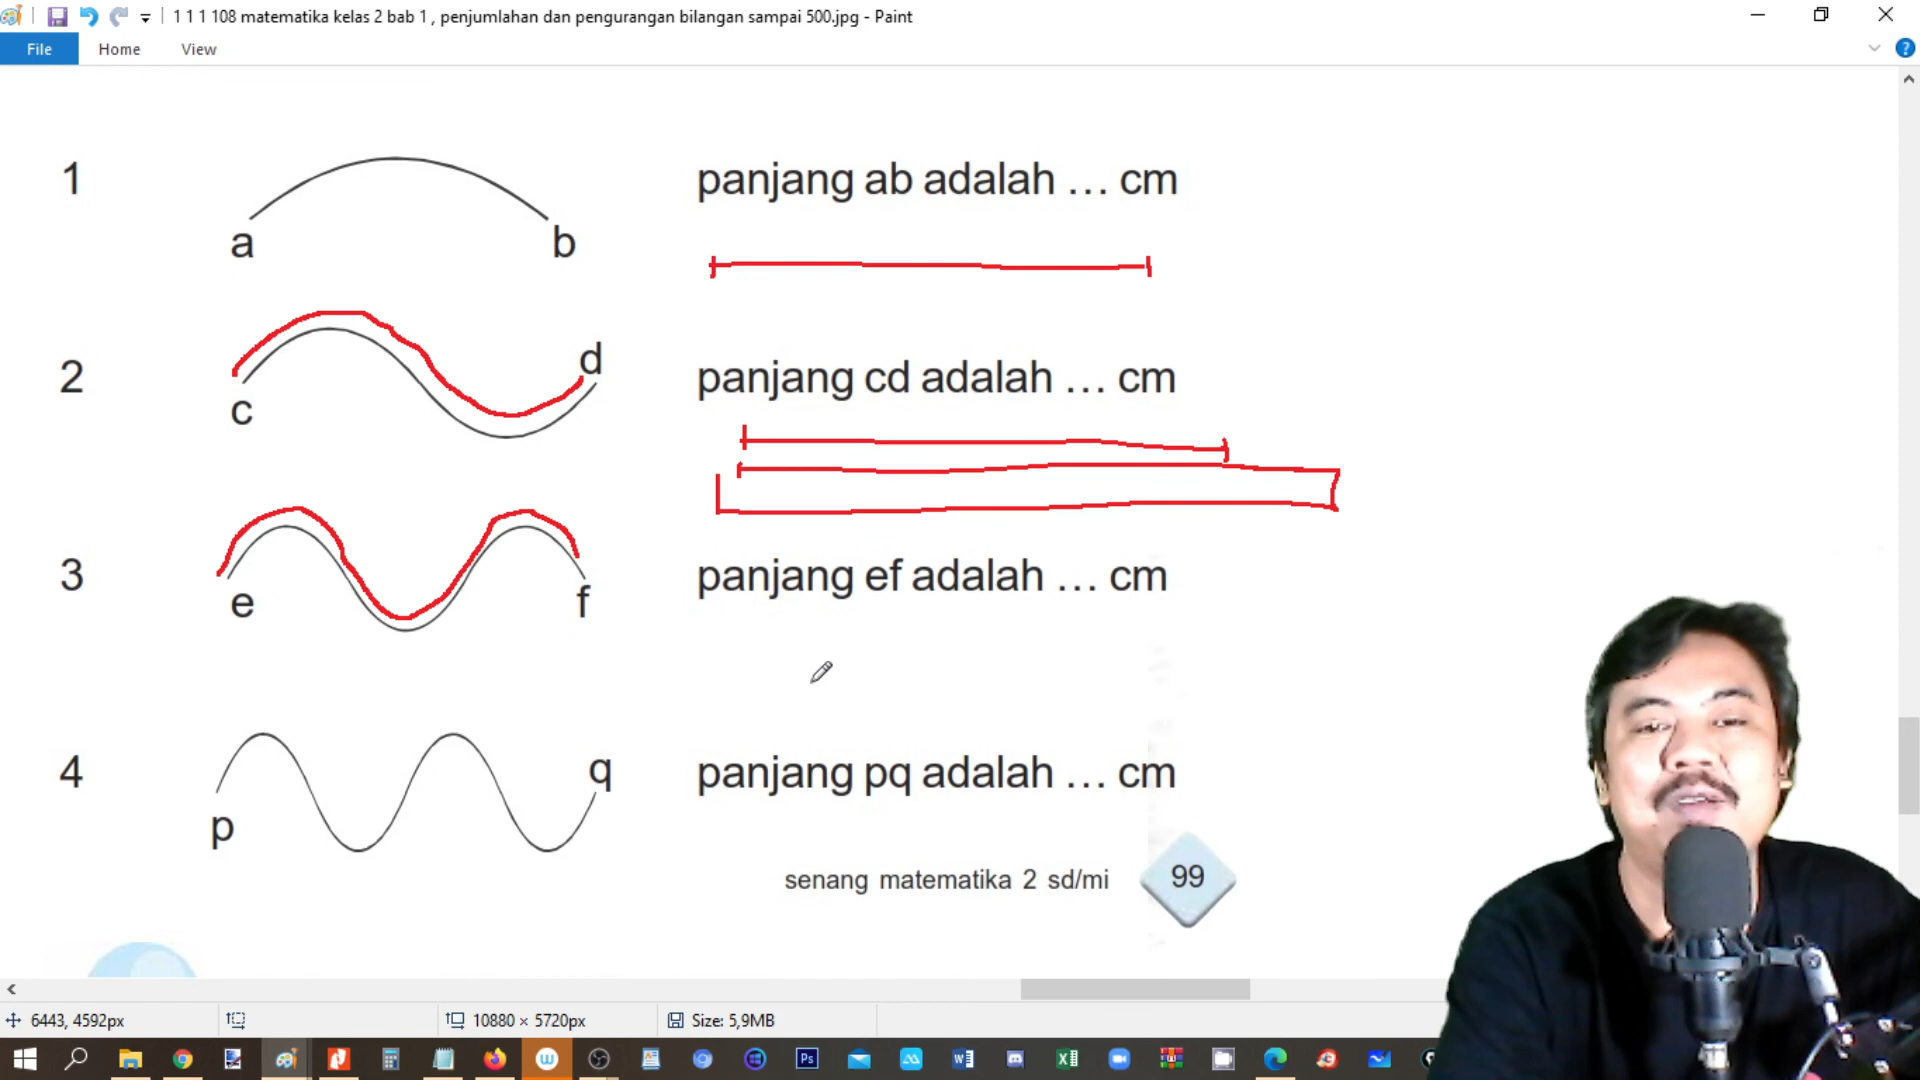 1 1 1 108 matematika kelas 2 bab 1 , penjumlahan dan pengurangan bilangan sampai 500.jpg - Paint
File Home View
1
a b
panjang ab adalah ... cm
2
c d
panjang cd adalah ... cm
3
e f
panjang ef adalah ... cm
4
p q
panjang pq adalah ... cm
senang matematika 2 sd/mi 99
6443, 4592px 10880 × 5720px Size: 5,9MB